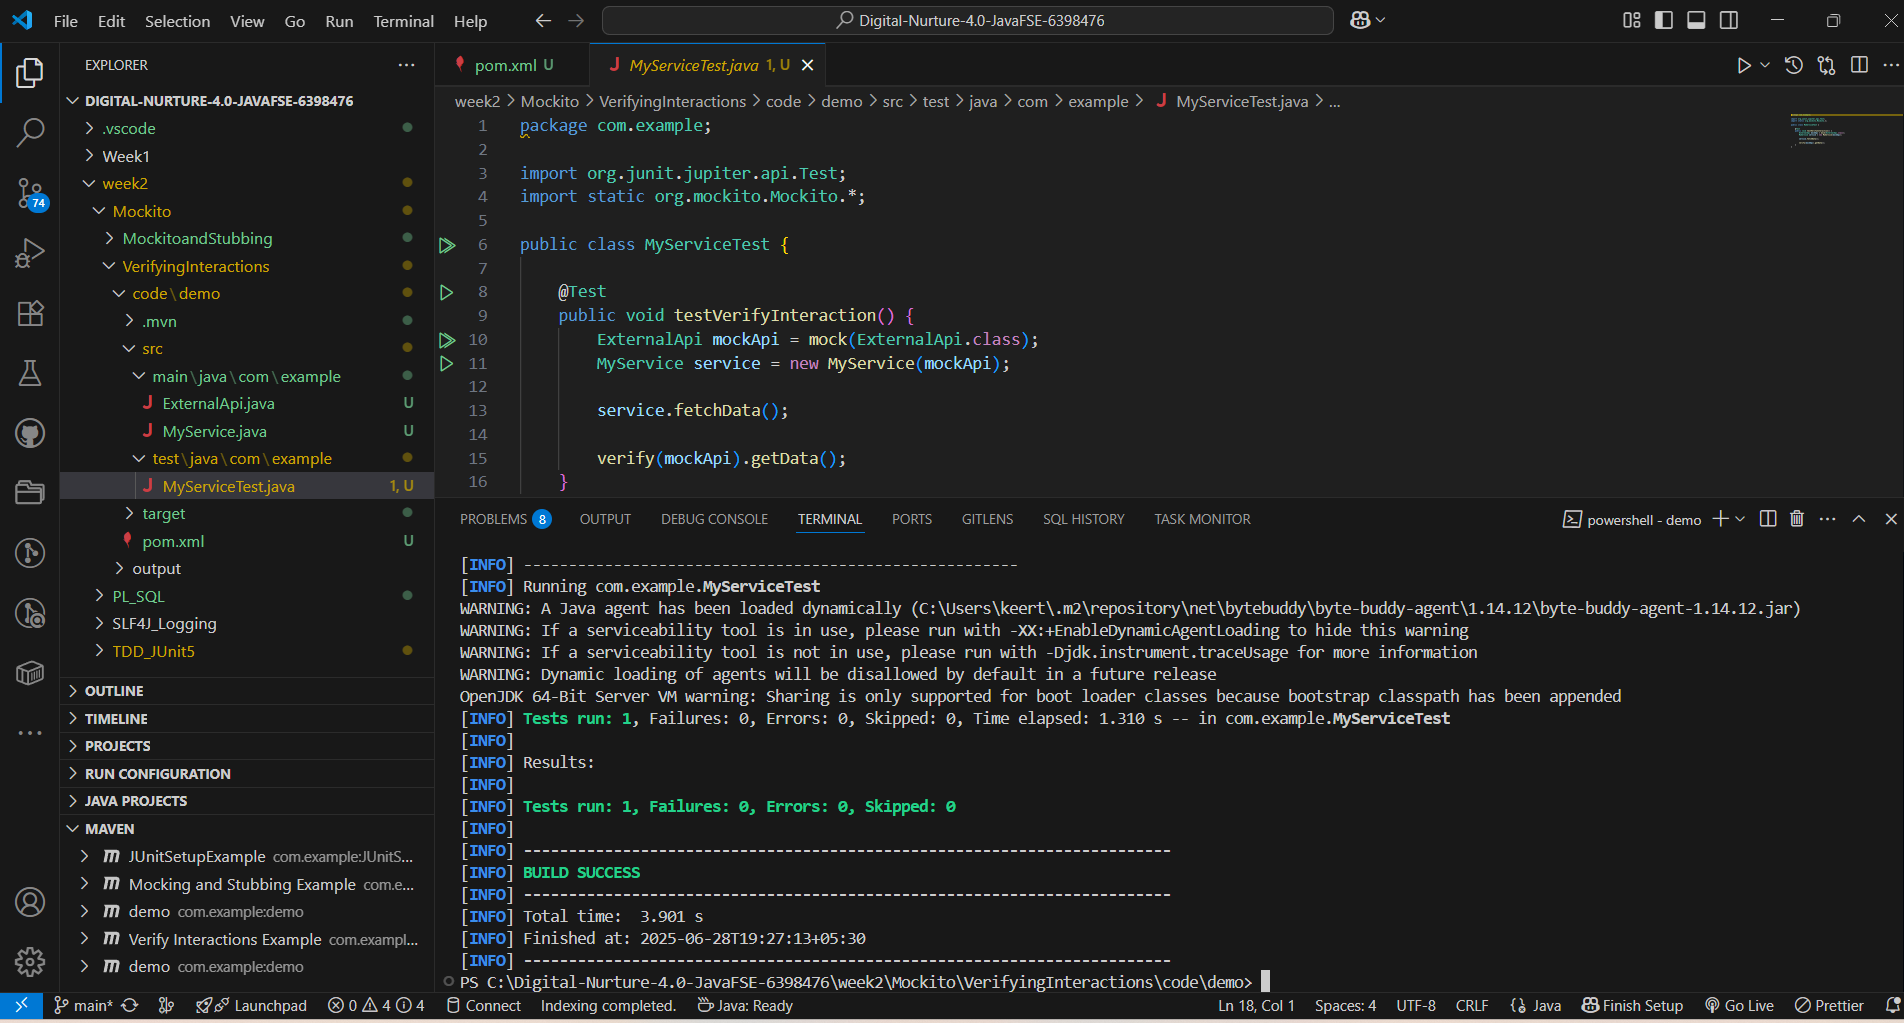 File Edit Selection View Go Run Terminal Help
Digital-Nurture-4.0-JavaFSE-6398476
EXPLORER
DIGITAL-NURTURE-4.0-JAVAFSE-6398476
.vscode
Week1
week2
Mockito
MockitoandStubbing
VerifyingInteractions
code\demo
.mvn
src
main\java\com\example
ExternalApi.java U
MyService.java U
test\java\com\example
MyServiceTest.java 1, U
target
pom.xml U
output
PL_SQL
SLF4J_Logging
TDD_JUnit5
OUTLINE
TIMELINE
PROJECTS
RUN CONFIGURATION
JAVA PROJECTS
MAVEN
JUnitSetupExample com.example:JUnitS...
Mocking and Stubbing Example com.e...
demo com.example:demo
Verify Interactions Example com.exampl...
demo com.example:demo
74
pom.xml U
MyServiceTest.java 1, U
week2 > Mockito > VerifyingInteractions > code > demo > src > test > java > com > example > J MyServiceTest.java > ...
1 package com.example;
2
3 import org.junit.jupiter.api.Test;
4 import static org.mockito.Mockito.*;
5
6 public class MyServiceTest {
7
8 @Test
9 public void testVerifyInteraction() {
10 ExternalApi mockApi = mock(ExternalApi.class);
11 MyService service = new MyService(mockApi);
12
13 service.fetchData();
14
15 verify(mockApi).getData();
16 }
PROBLEMS 8 OUTPUT DEBUG CONSOLE TERMINAL PORTS GITLENS SQL HISTORY TASK MONITOR
powershell - demo
[INFO] -------------------------------------------------------
[INFO] Running com.example.MyServiceTest
WARNING: A Java agent has been loaded dynamically (C:\Users\keert\.m2\repository\net\bytebuddy\byte-buddy-agent\1.14.12\byte-buddy-agent-1.14.12.jar)
WARNING: If a serviceability tool is in use, please run with -XX:+EnableDynamicAgentLoading to hide this warning
WARNING: If a serviceability tool is not in use, please run with -Djdk.instrument.traceUsage for more information
WARNING: Dynamic loading of agents will be disallowed by default in a future release
OpenJDK 64-Bit Server VM warning: Sharing is only supported for boot loader classes because bootstrap classpath has been appended
[INFO] Tests run: 1, Failures: 0, Errors: 0, Skipped: 0, Time elapsed: 1.310 s -- in com.example.MyServiceTest
[INFO]
[INFO] Results:
[INFO]
[INFO] Tests run: 1, Failures: 0, Errors: 0, Skipped: 0
[INFO]
[INFO] ------------------------------------------------------------------------
[INFO] BUILD SUCCESS
[INFO] ------------------------------------------------------------------------
[INFO] Total time:  3.901 s
[INFO] Finished at: 2025-06-28T19:27:13+05:30
[INFO] ------------------------------------------------------------------------
PS C:\Digital-Nurture-4.0-JavaFSE-6398476\week2\Mockito\VerifyingInteractions\code\demo>
main* Launchpad 0 4 4 Connect Indexing completed. Java: Ready Ln 18, Col 1 Spaces: 4 UTF-8 CRLF {} Java Finish Setup Go Live Prettier